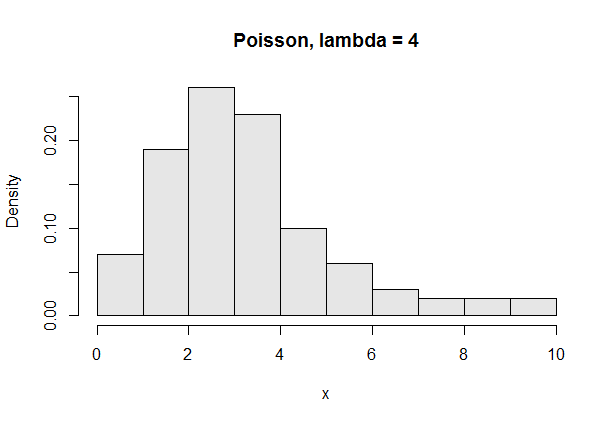 Poisson, lambda = 4
Density
0.20
0.10
0.00
0 2 4 6 8 10
x